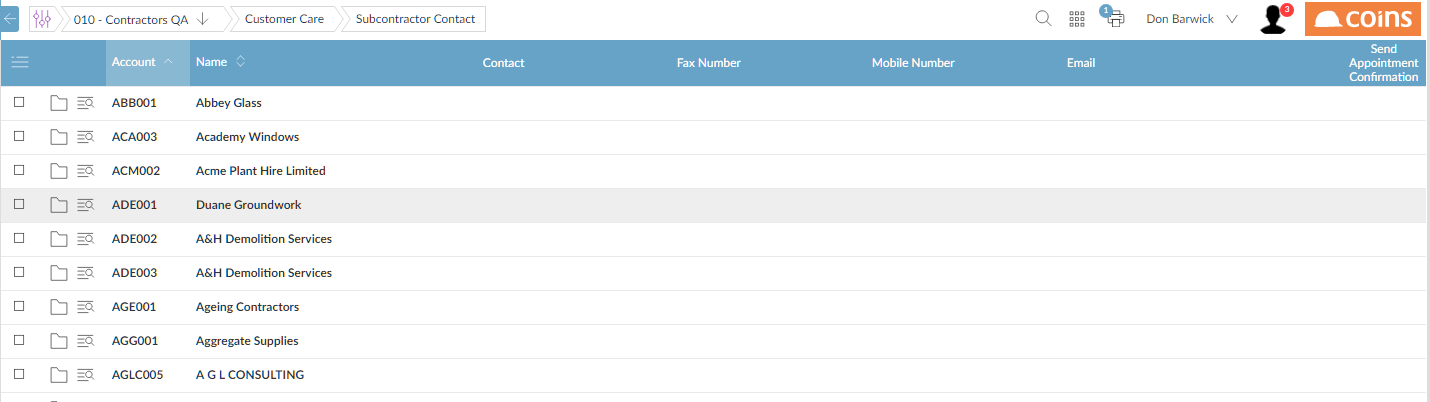 010 - Contractors QA Customer Care Subcontractor Contact 1 Don Barwick 3 coins
Account Name Contact Fax Number Mobile Number Email Send Appointment Confirmation
ABB001 Abbey Glass
ACA003 Academy Windows
ACM002 Acme Plant Hire Limited
ADE001 Duane Groundwork
ADE002 A&H Demolition Services
ADE003 A&H Demolition Services
AGE001 Ageing Contractors
AGG001 Aggregate Supplies
AGLC005 A G L CONSULTING